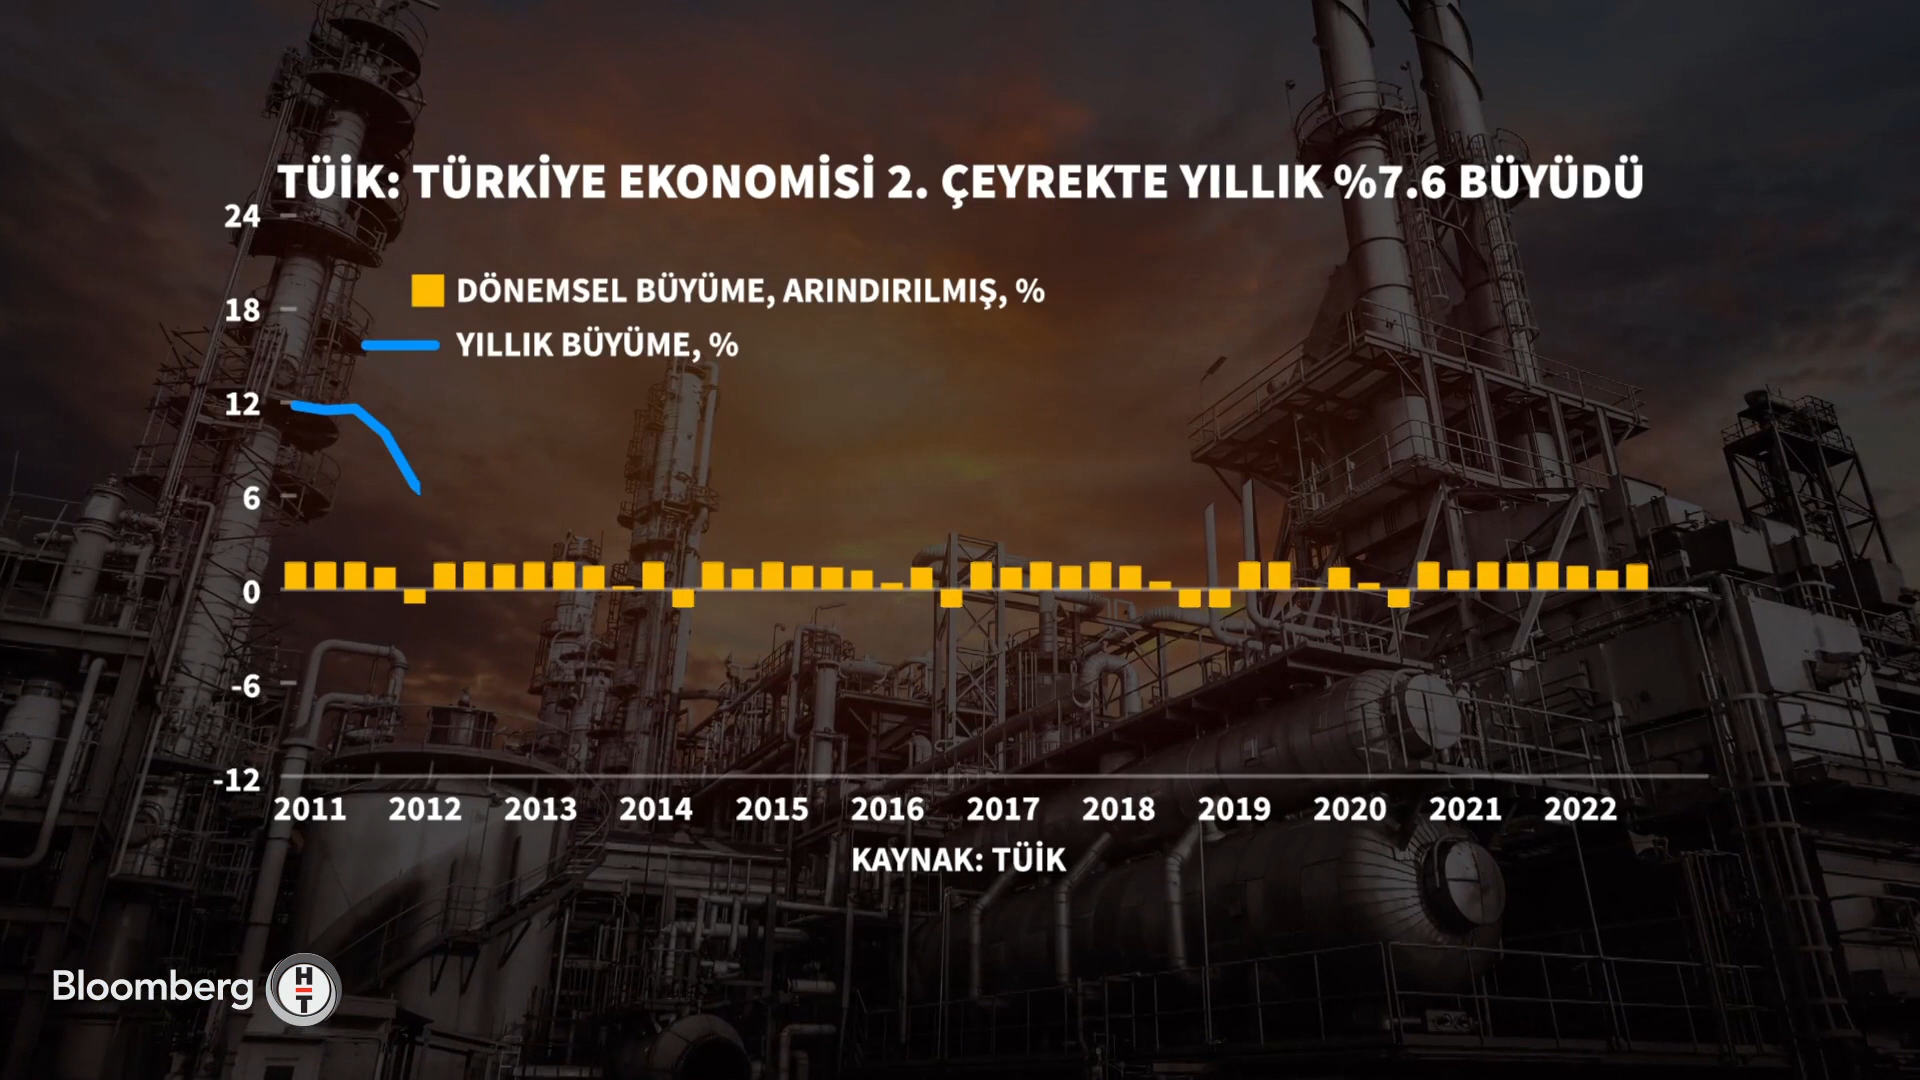 TÜİK: TÜRKİYE EKONOMİSİ 2. ÇEYREKTE YILLIK %7.6 BÜYÜDÜ
24
DÖNEMSEL BÜYÜME, ARINDIRILMIŞ, %
18
YILLIK BÜYÜME, %
12
6
0
-6
-12
2011 2012 2013 2014 2015 2016 2017 2018 2019 2020 2021 2022
KAYNAK: TÜİK
Bloomberg HT